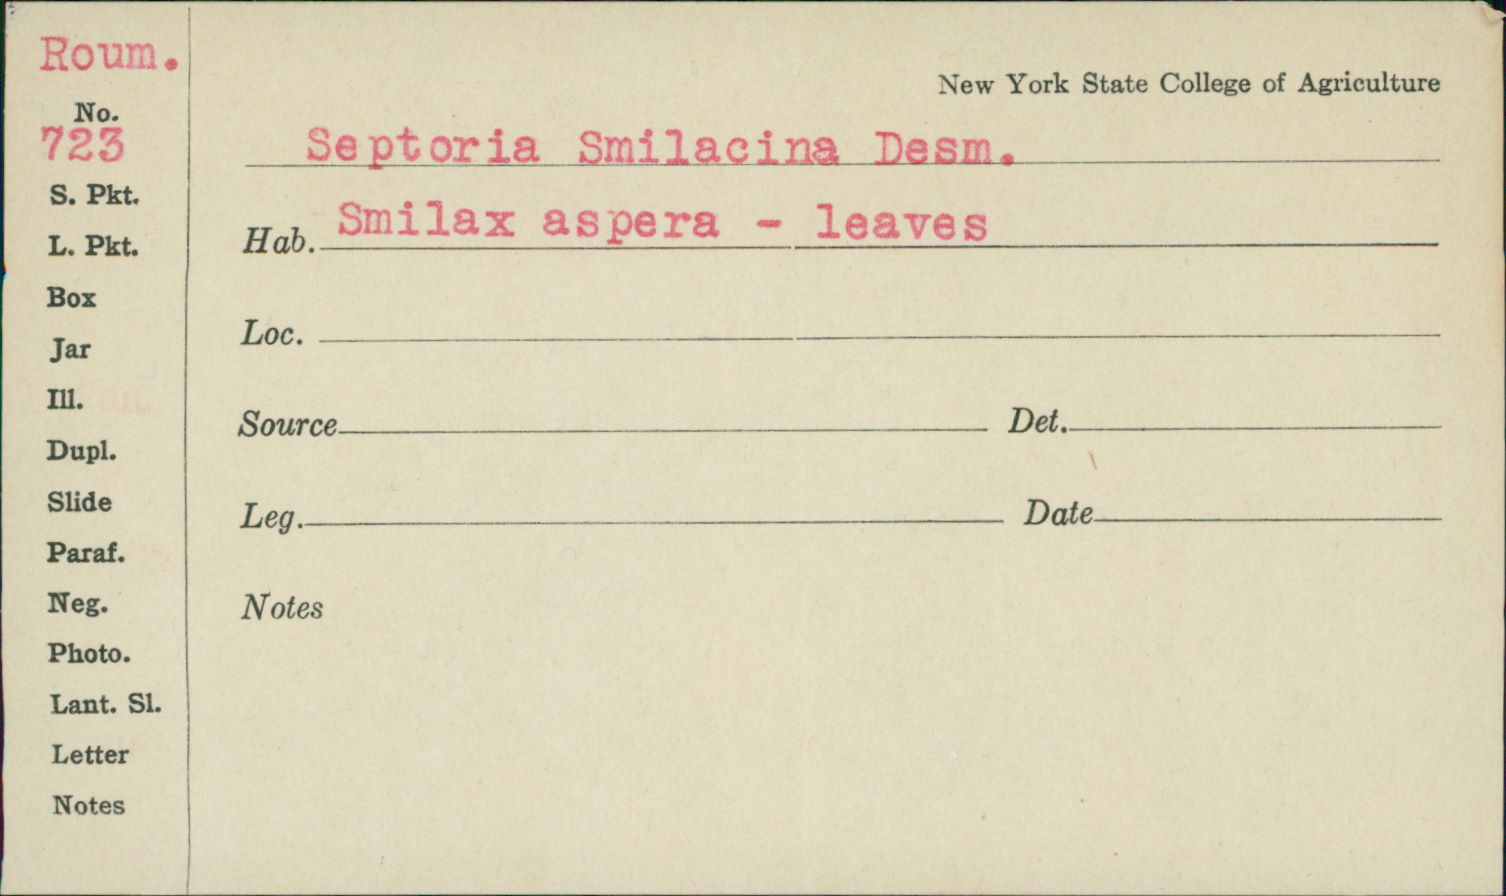 Roum.
No.
723
S. Pkt.
L. Pkt.
Box
Jar
Ill.
Dupl.
Slide
Paraf.
Neg.
Photo.
Lant. Sl.
Letter
Notes
New York State College of Agriculture
Septoria Smilacina Desm.
Hab. Smilax aspera - leaves
Loc.
Source Det.
Leg. Date
Notes